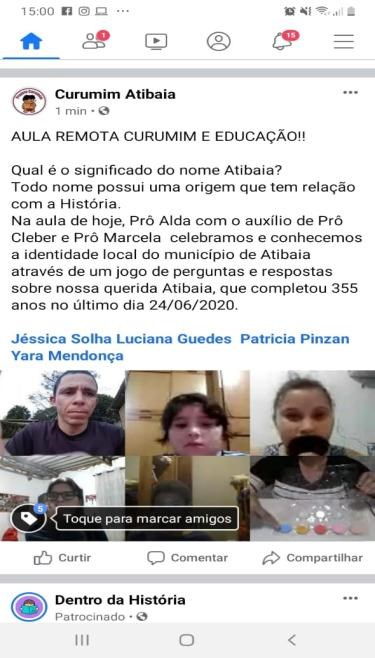 15:00
1
15
Curumim Atibaia
1 min •
AULA REMOTA CURUMIM E EDUCAÇÃO!!
Qual é o significado do nome Atibaia?
Todo nome possui uma origem que tem relação
com a História.
Na aula de hoje, Prô Alda com o auxílio de Prô
Cleber e Prô Marcela celebramos e conhecemos
a identidade local do município de Atibaia
através de um jogo de perguntas e respostas
sobre nossa querida Atibaia, que completou 355
anos no último dia 24/06/2020.
Jéssica Solha Luciana Guedes Patricia Pinzan
Yara Mendonça
5
Toque para marcar amigos
Curtir Comentar Compartilhar
Dentro da História
Patrocinado •